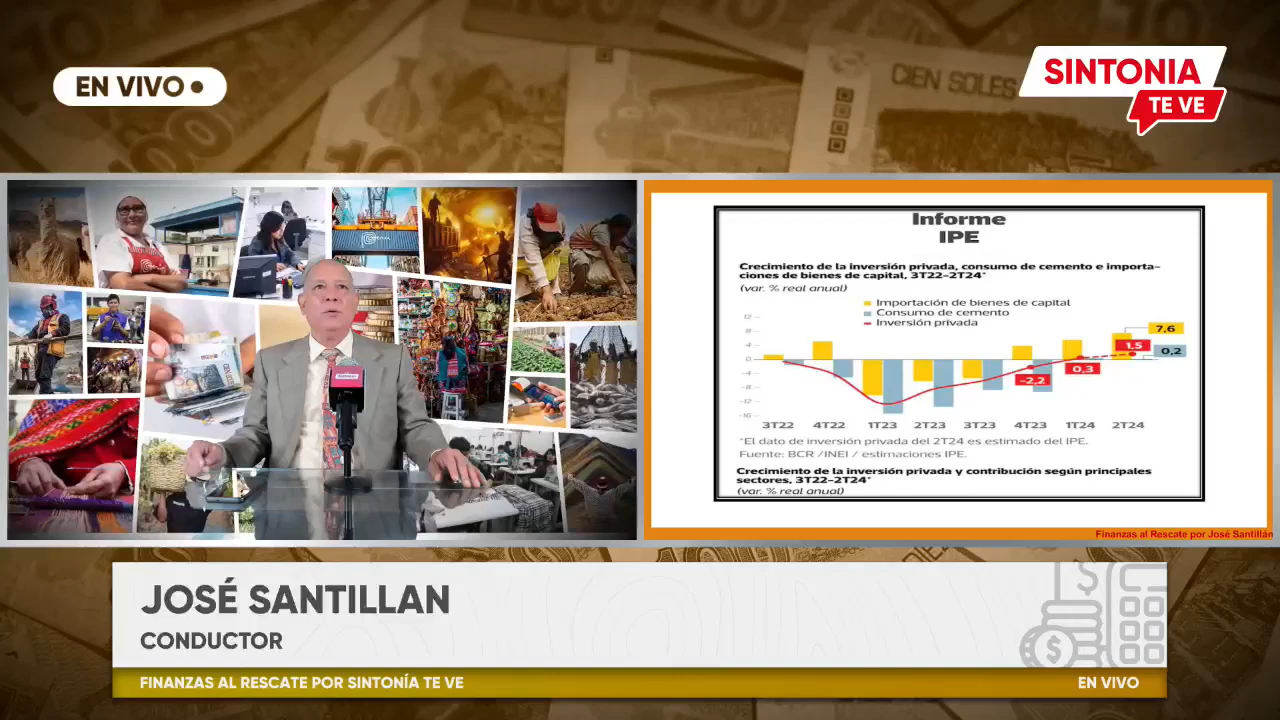 EN VIVO
CIEN SOLES
SINTONIA
TE VE
Informe
IPE
Crecimiento de la inversión privada, consumo de cemento e importa-
ciones de bienes de capital, 3T22-2T24*
(var. % real anual)
Importación de bienes de capital
Consumo de cemento
Inversión privada
12
8
4
0
-4
-8
-12
-16
7,6
1,5
0,2
0,3
-2,2
3T22 4T22 1T23 2T23 3T23 4T23 1T24 2T24
*El dato de inversión privada del 2T24 es estimado del IPE.
Fuente: BCR /INEI / estimaciones IPE.
Crecimiento de la inversión privada y contribución según principales
sectores, 3T22-2T24*
(var. % real anual)
Finanzas al Rescate por José Santillán
JOSÉ SANTILLAN
CONDUCTOR
FINANZAS AL RESCATE POR SINTONÍA TE VE
EN VIVO